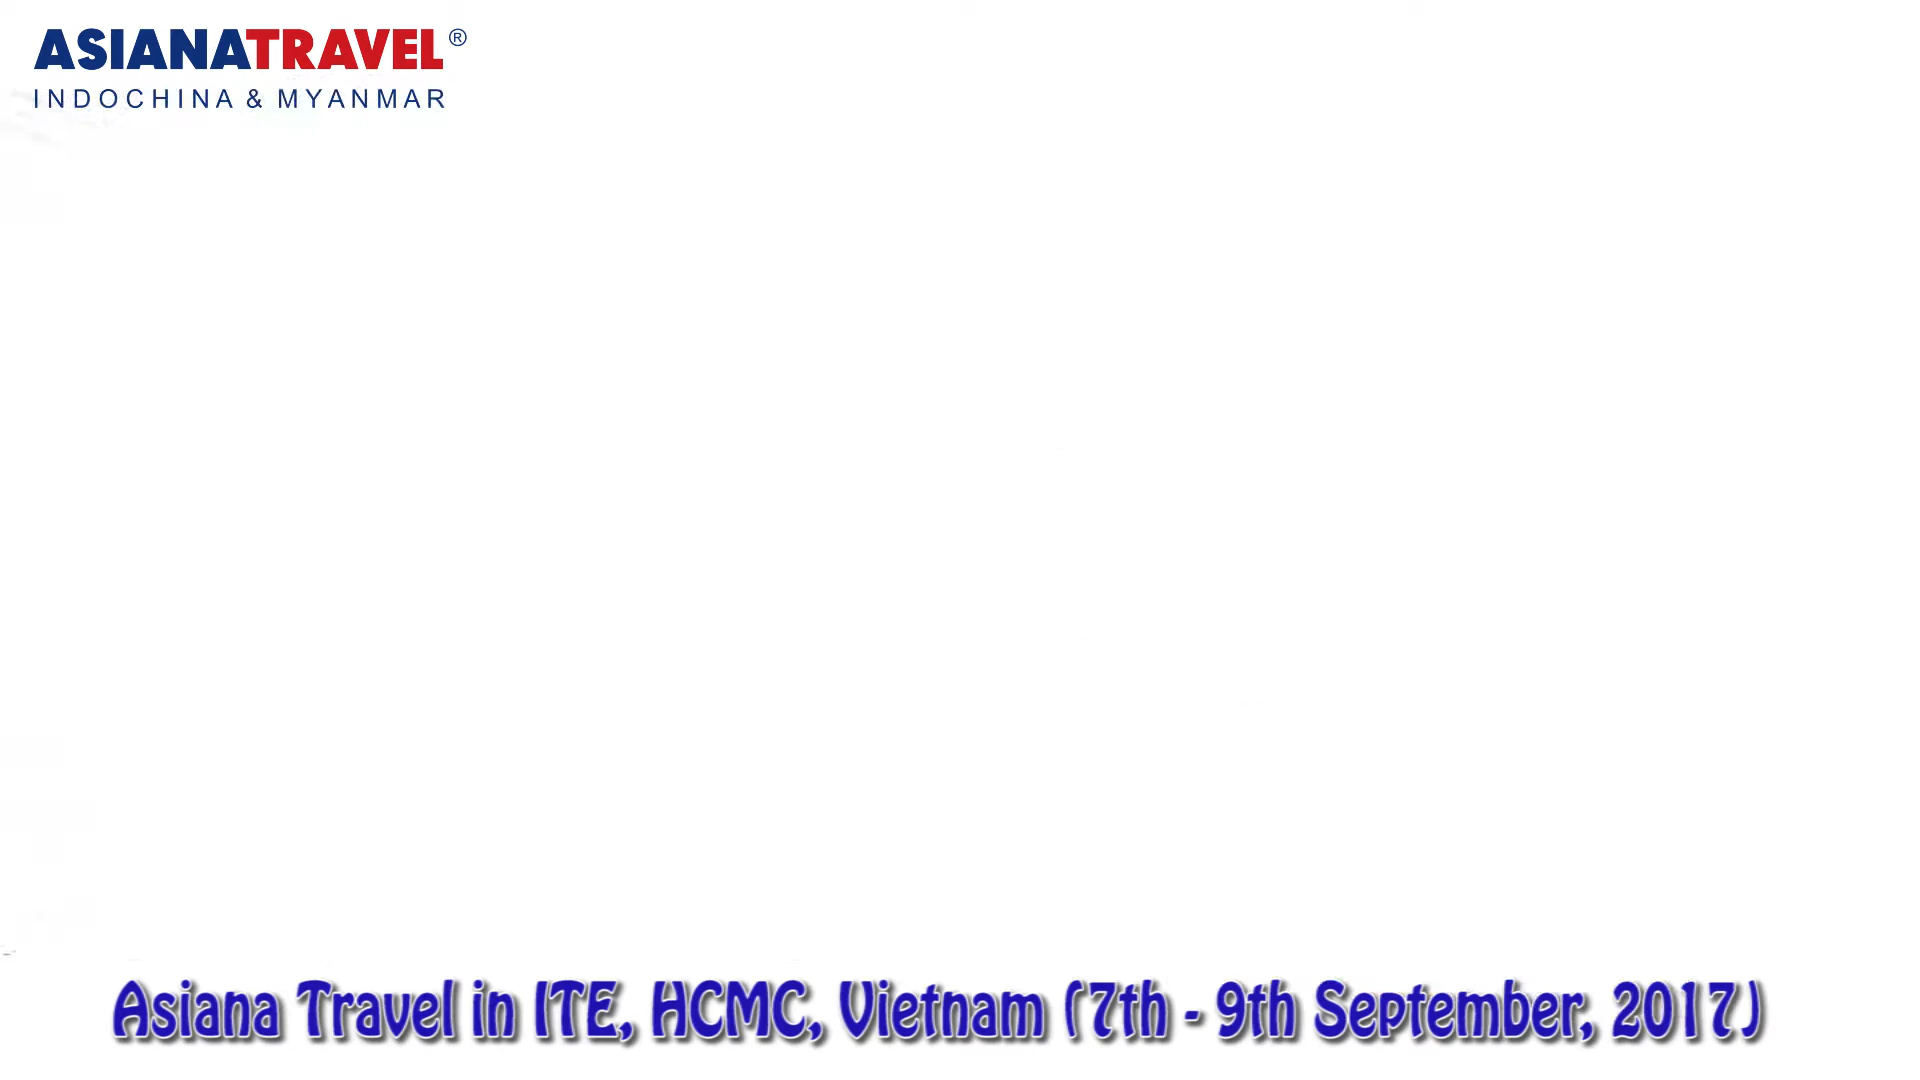 ASIANATRAVEL®
INDOCHINA & MYANMAR
Asiana Travel in ITE, HCMC, Vietnam (7th - 9th September, 2017)